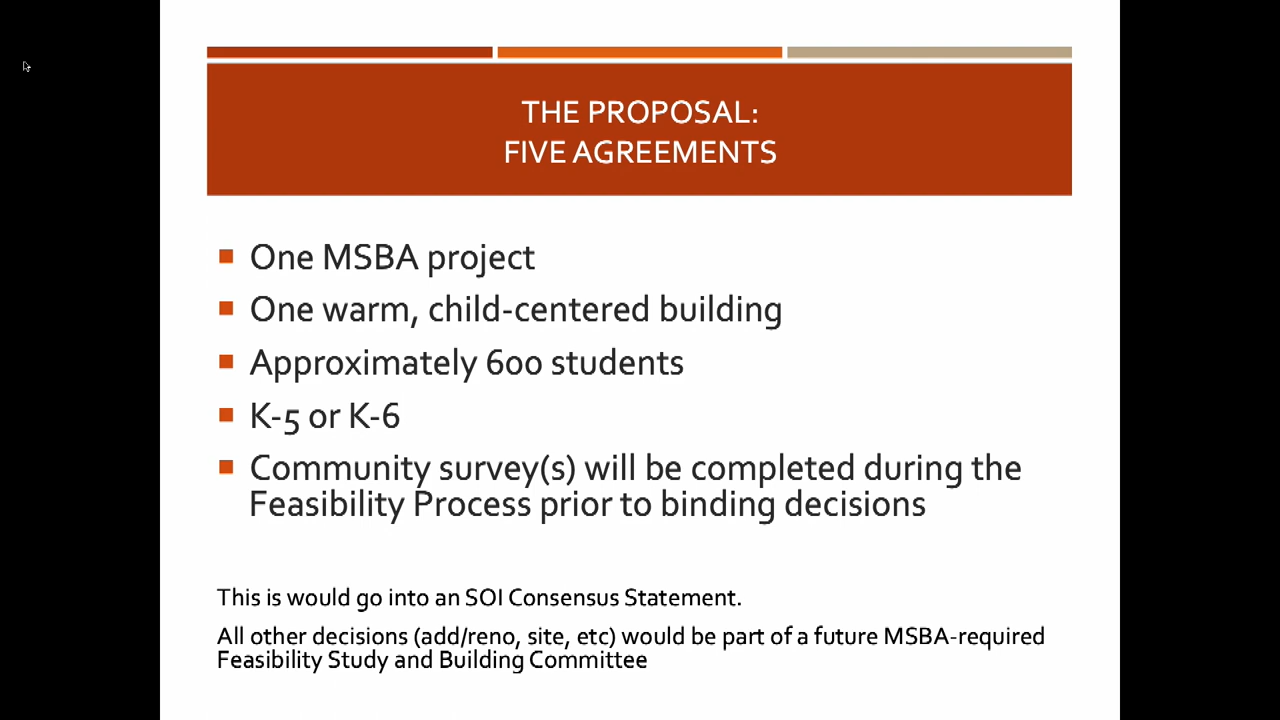 THE PROPOSAL:
FIVE AGREEMENTS
One MSBA project
One warm, child-centered building
Approximately 600 students
K-5 or K-6
Community survey(s) will be completed during the
Feasibility Process prior to binding decisions
This is would go into an SOI Consensus Statement.
All other decisions (add/reno, site, etc) would be part of a future MSBA-required
Feasibility Study and Building Committee